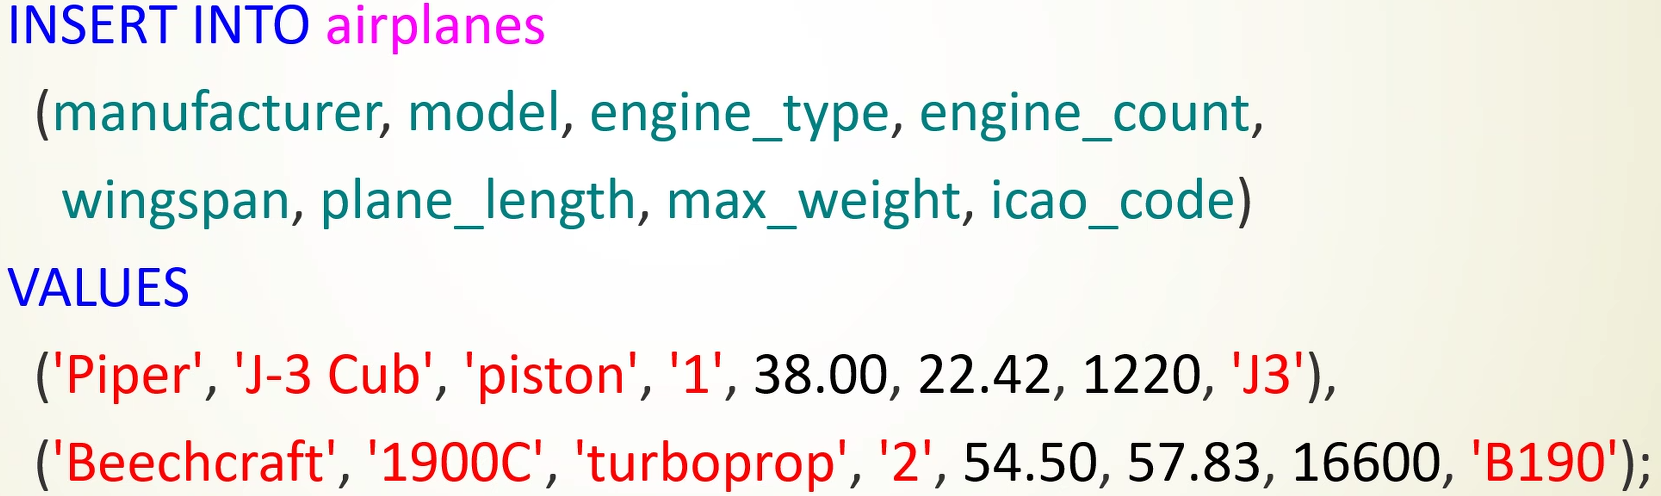 INSERT INTO airplanes
(manufacturer, model, engine_type, engine_count,
wingspan, plane_length, max_weight, icao_code)
VALUES
('Piper', 'J-3 Cub', 'piston', '1', 38.00, 22.42, 1220, 'J3'),
('Beechcraft', '1900C', 'turboprop', '2', 54.50, 57.83, 16600, 'B190');